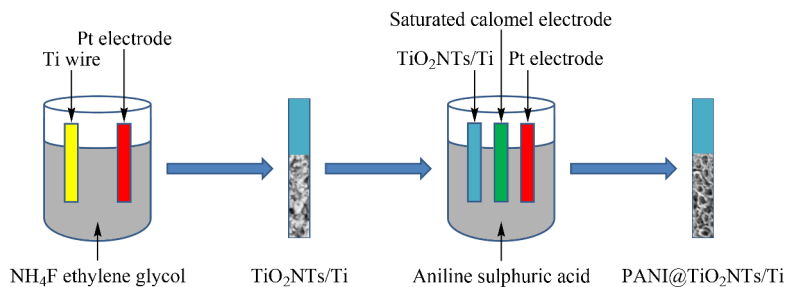 Saturated calomel electrode
Pt electrode
Ti wire
TiO₂NTs/Ti
Pt electrode
NH₄F ethylene glycol
TiO₂NTs/Ti
Aniline sulphuric acid
PANI@TiO₂NTs/Ti